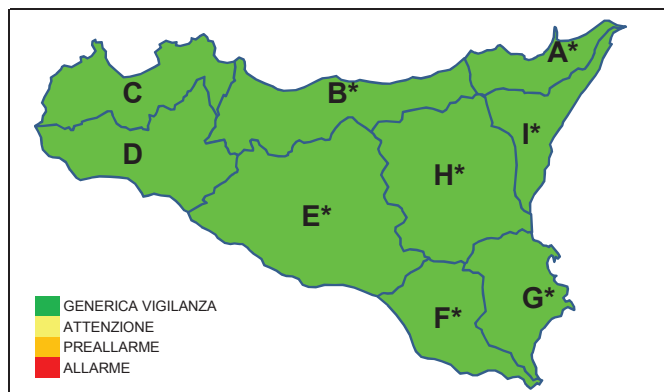 A*
C
B*
I*
D
H*
E*
G*
F*
GENERICA VIGILANZA
ATTENZIONE
PREALLARME
ALLARME